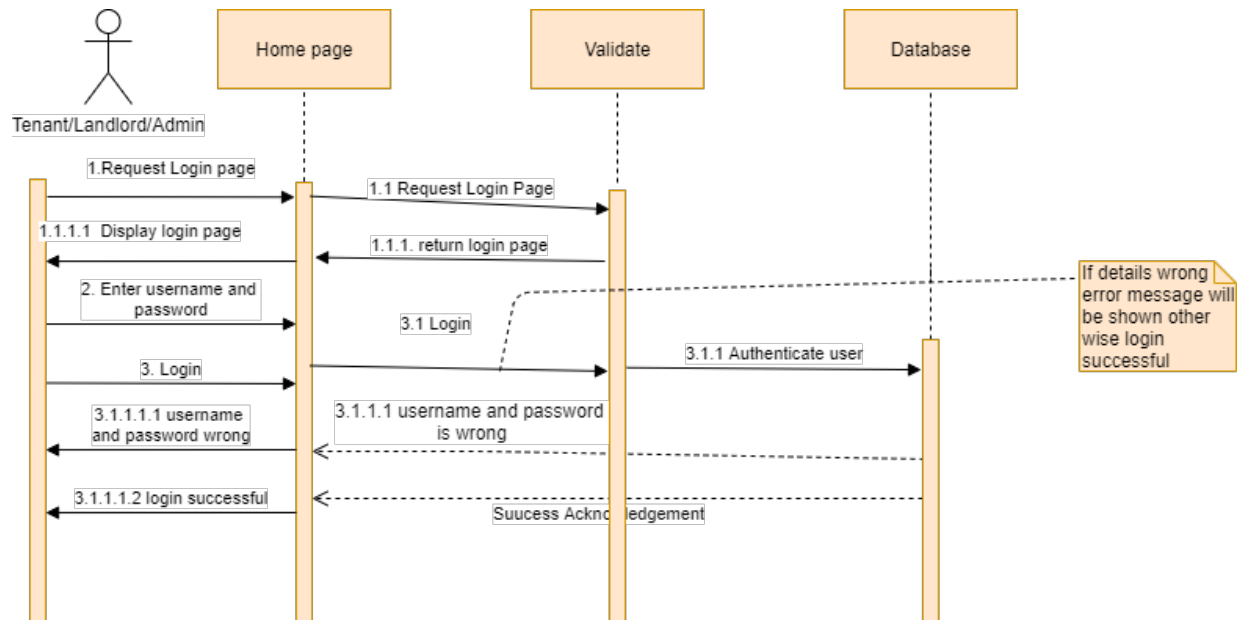 Home page
Validate
Database
Tenant/Landlord/Admin
1.Request Login page
1.1 Request Login Page
1.1.1.1 Display login page
1.1.1. return login page
2. Enter username and
password
3.1 Login
If details wrong
error message will
be shown other
wise login
successful
3. Login
3.1.1 Authenticate user
3.1.1.1.1 username
and password wrong
3.1.1.1 username and password
is wrong
3.1.1.1.2 login successful
Suucess Acknowledgement